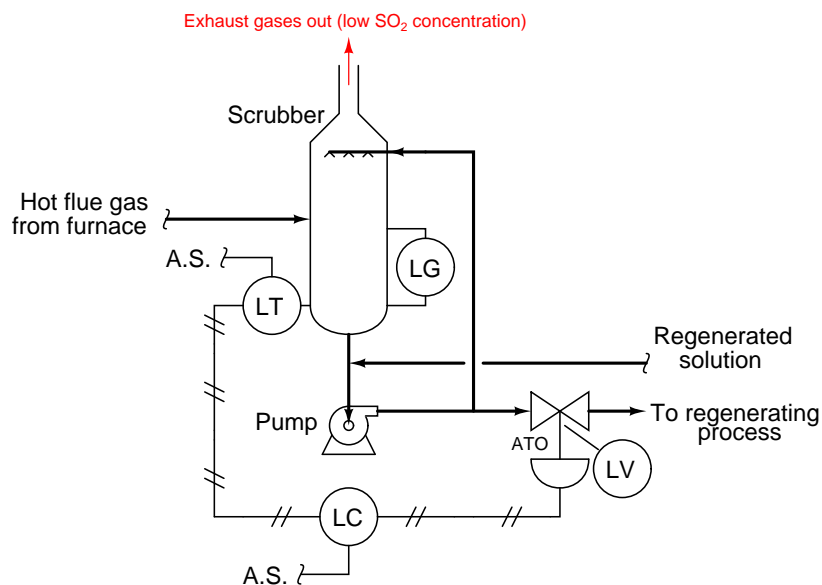 Exhaust gases out (low SO₂ concentration)
Scrubber
Hot flue gas
from furnace
A.S.
LG
LT
Regenerated
solution
Pump
To regenerating
process
ATO
LV
LC
A.S.